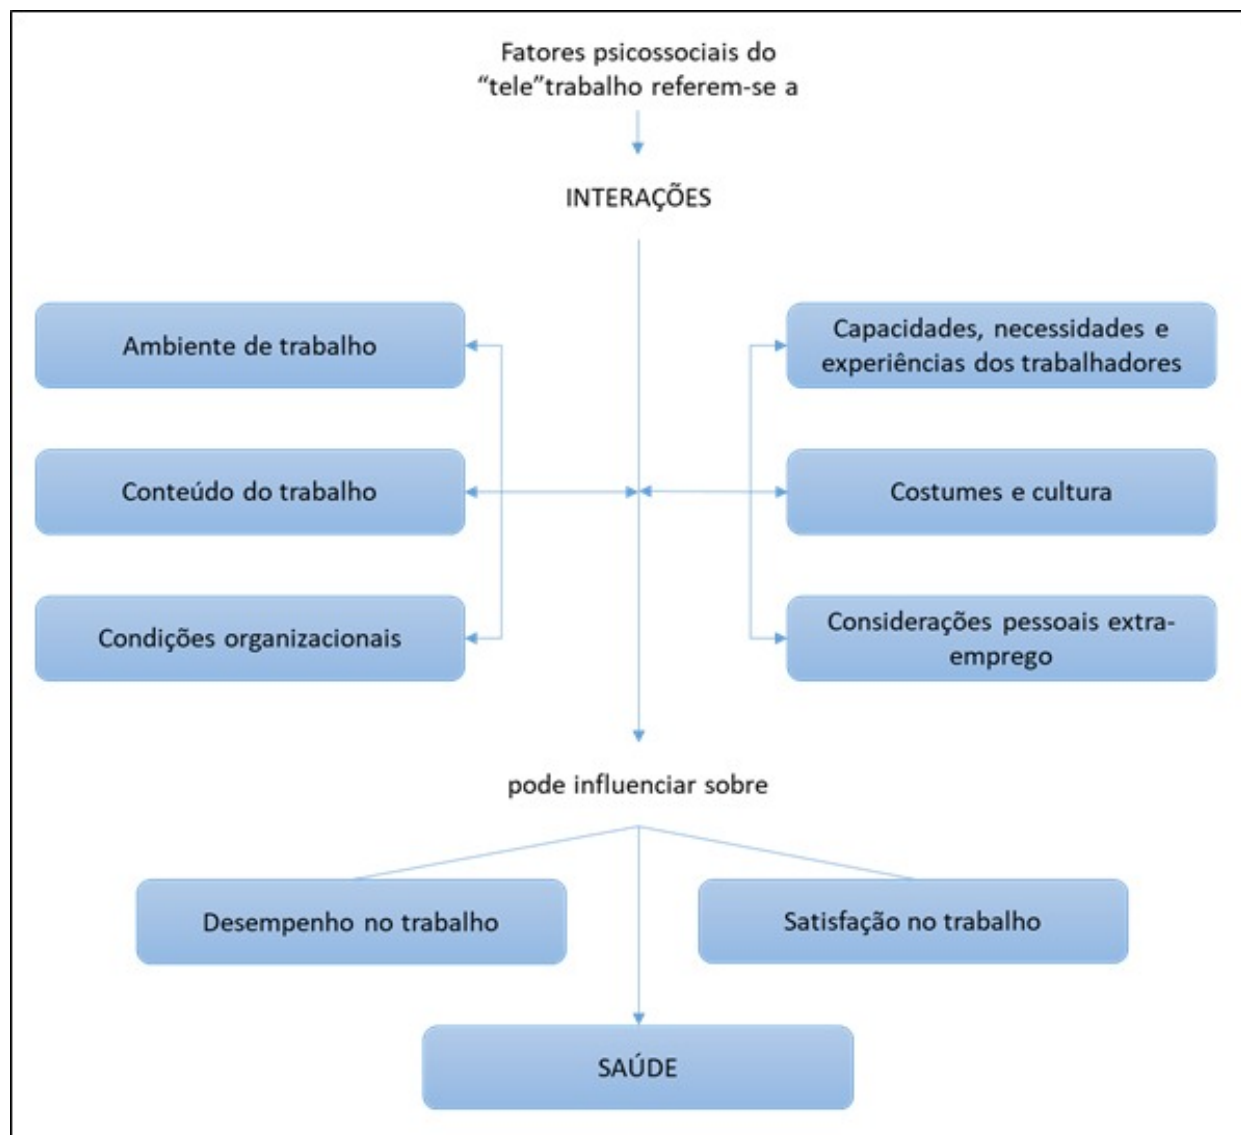 Fatores psicossociais do
“tele”trabalho referem-se a
INTERAÇÕES
Ambiente de trabalho
Capacidades, necessidades e
experiências dos trabalhadores
Conteúdo do trabalho
Costumes e cultura
Condições organizacionais
Considerações pessoais extra-
emprego
pode influenciar sobre
Desempenho no trabalho
Satisfação no trabalho
SAÚDE